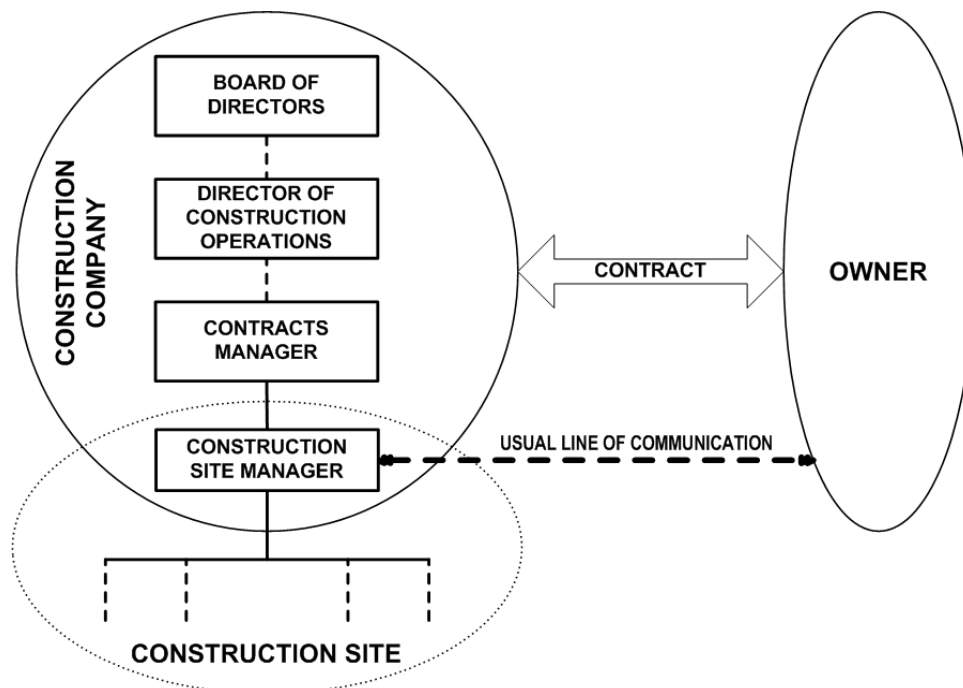 BOARD OF
DIRECTORS
DIRECTOR OF
CONSTRUCTION
OPERATIONS
CONTRACTS
MANAGER
CONSTRUCTION
SITE MANAGER
CONSTRUCTION
COMPANY
CONTRACT
OWNER
USUAL LINE OF COMMUNICATION
CONSTRUCTION SITE